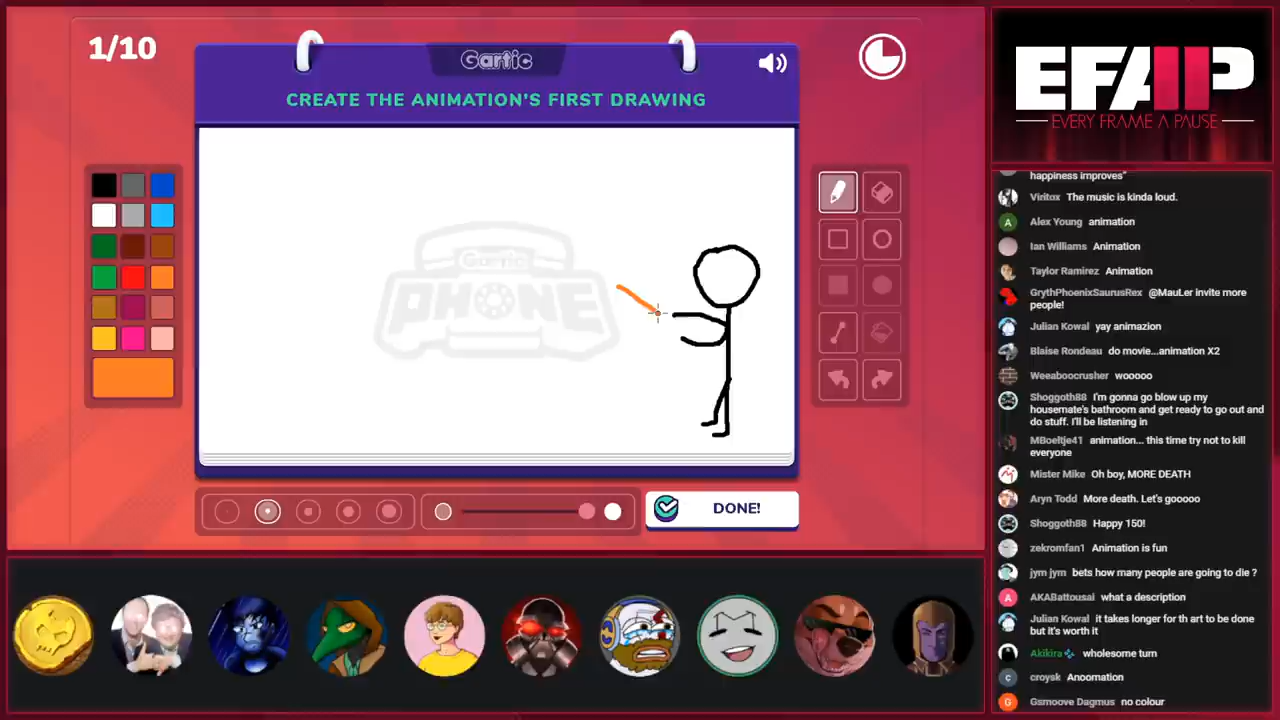 1/10
Gartic
CREATE THE ANIMATION'S FIRST DRAWING
Gartic
PHONE
DONE!
EFAP
EVERY FRAME A PAUSE
happiness improves"
Viritox The music is kinda loud.
A Alex Young animation
Ian Williams Animation
Taylor Ramirez Animation
GrythPhoenixSaurusRex @MauLer invite more
people!
Julian Kowal yay animazion
Blaise Rondeau do movie...animation X2
Weeaboocrusher wooooo
Shoggoth88 I'm gonna go blow up my
housemate's bathroom and get ready to go out and
do stuff. I'll be listening in
MBoeltje41 animation... this time try not to kill
everyone
Mister Mike Oh boy, MORE DEATH
Aryn Todd More death. Let's gooooo
Shoggoth88 Happy 150!
zekromfan1 Animation is fun
jym jym bets how many people are going to die ?
A AKABattousai what a description
Julian Kowal it takes longer for th art to be done
but it's worth it
Akikira wholesome turn
c croysk Anoornation
G Gsmoove Dagmus no colour